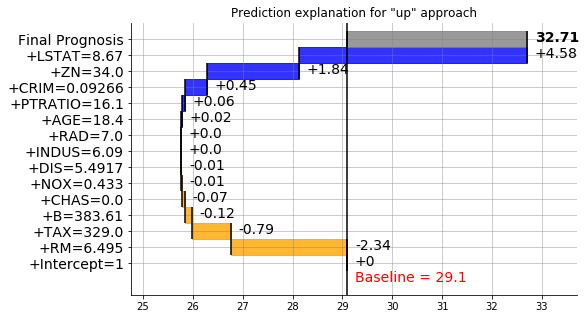 Prediction explanation for "up" approach
Final Prognosis 32.71
+LSTAT=8.67 +4.58
+ZN=34.0 +1.84
+CRIM=0.09266 +0.45
+PTRATIO=16.1 +0.06
+AGE=18.4 +0.02
+RAD=7.0 +0.0
+INDUS=6.09 +0.0
+DIS=5.4917 -0.01
+NOX=0.433 -0.01
+CHAS=0.0 -0.07
+B=383.61 -0.12
+TAX=329.0 -0.79
+RM=6.495 -2.34
+Intercept=1 +0
Baseline = 29.1
25 26 27 28 29 30 31 32 33